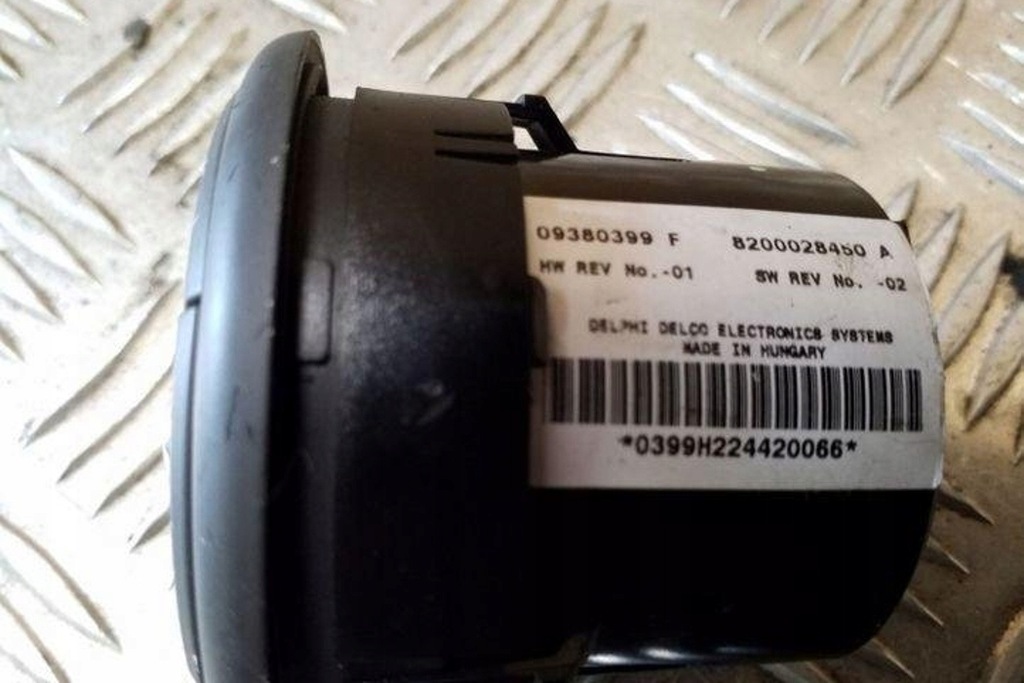 09380399 F 8200028450 A
HW REV No.-01 SW REV No. -02
DELPHI DELCO ELECTRONICS SYSTEMS
MADE IN HUNGARY
*0399H224420066*